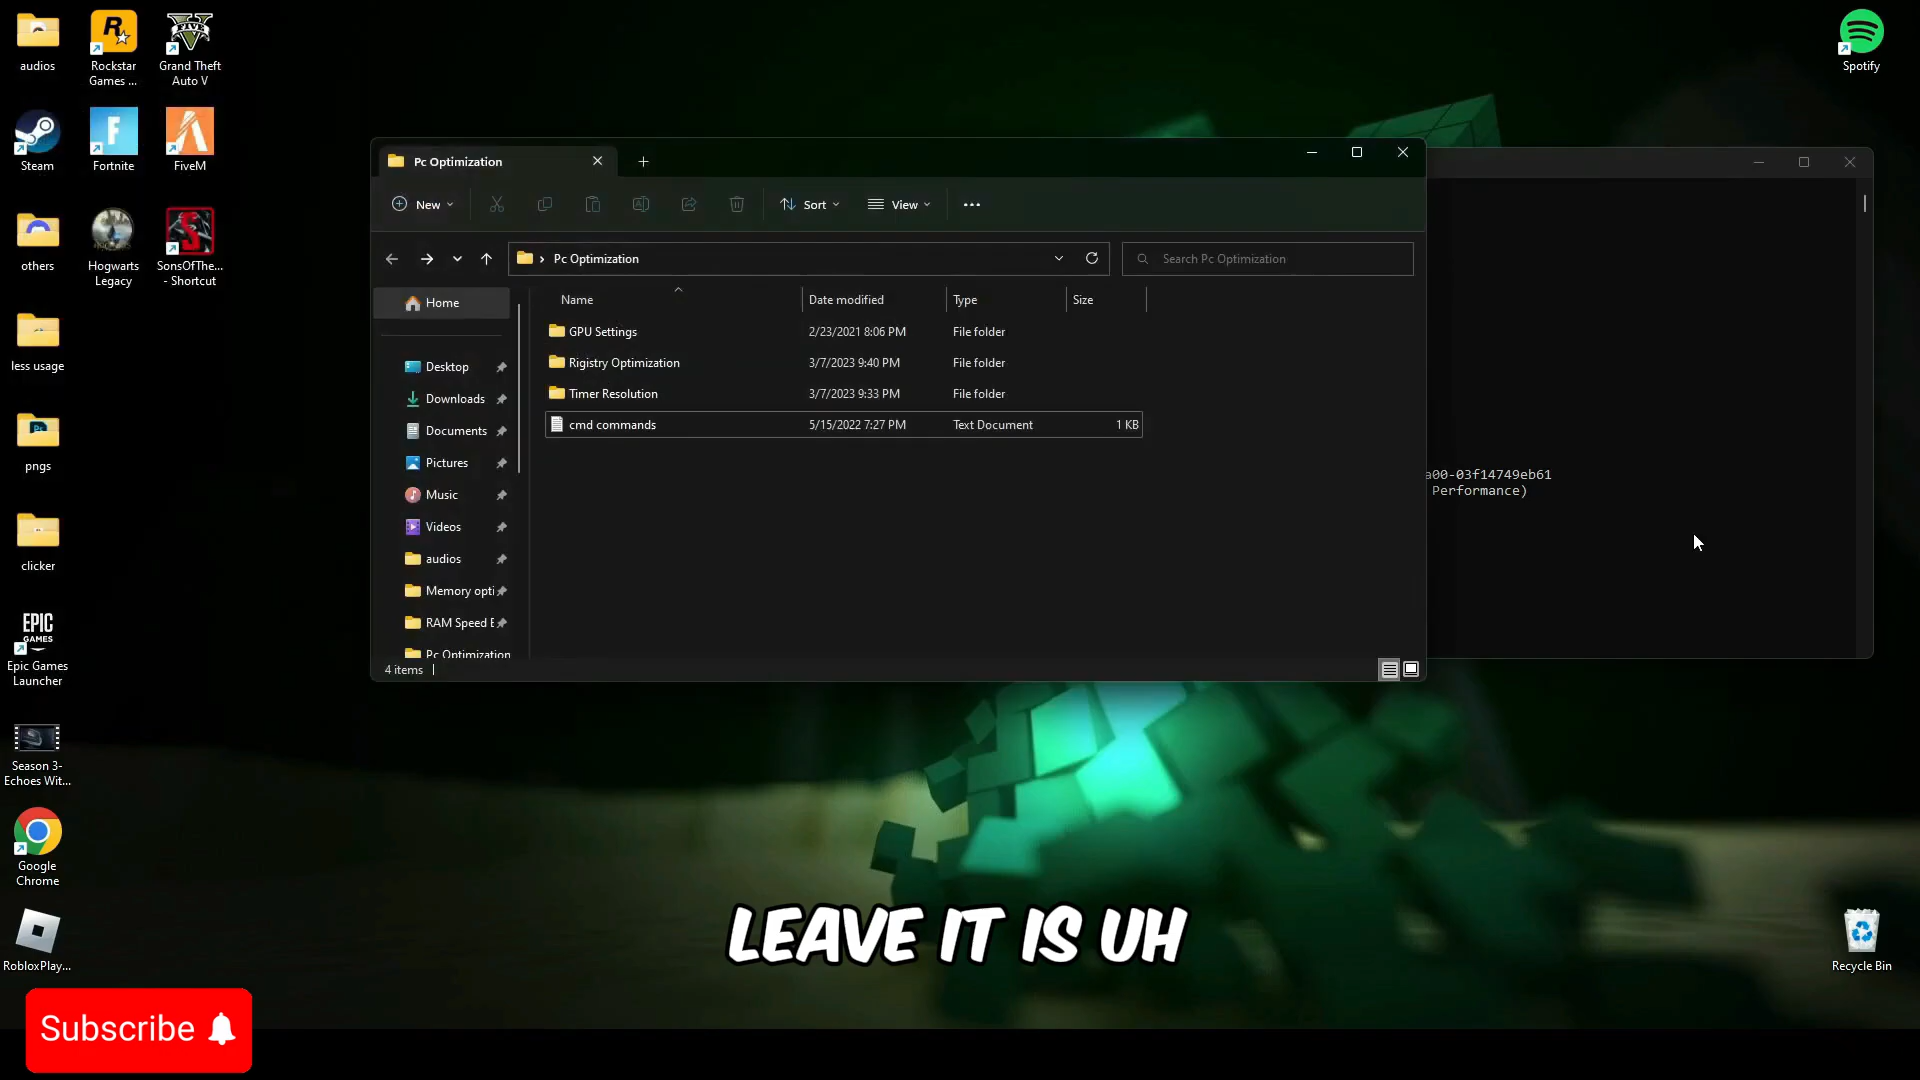 audios
Rockstar
Games ...
Grand Theft
Auto V
Spotify
Steam
Fortnite
FiveM
others
Hogwarts
Legacy
SonsOfThe...
- Shortcut
less usage
pngs
clicker
EPIC
GAMES
Epic Games
Launcher
Season 3-
Echoes Wit...
Google
Chrome
RobloxPlay...
Recycle Bin
Pc Optimization
New
Sort
View
Pc Optimization
Search Pc Optimization
Name
Date modified
Type
Size
Home
Desktop
Downloads
Documents
Pictures
Music
Videos
audios
Memory opti
RAM Speed E
Pc Optimization
GPU Settings 2/23/2021 8:06 PM File folder
Rigistry Optimization 3/7/2023 9:40 PM File folder
Timer Resolution 3/7/2023 9:33 PM File folder
cmd commands 5/15/2022 7:27 PM Text Document 1 KB
4 items
a00-03f14749eb61
Performance)
LEAVE IT IS UH
Subscribe